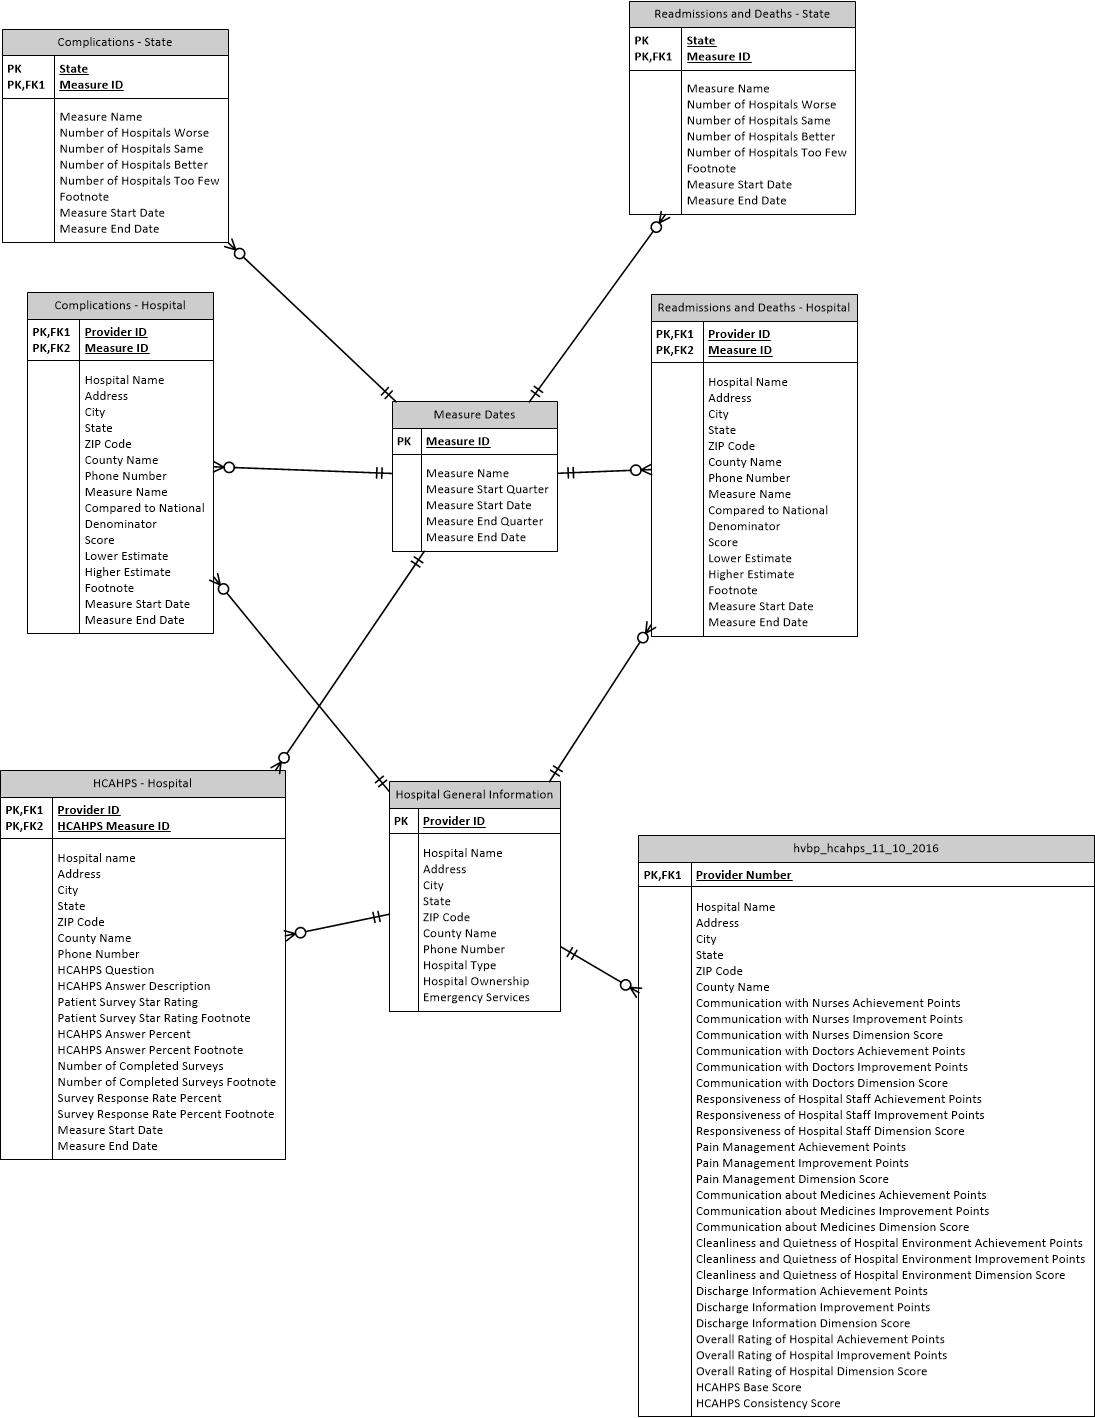 Complications - State
PK State
PK,FK1 Measure ID
Measure Name
Number of Hospitals Worse
Number of Hospitals Same
Number of Hospitals Better
Number of Hospitals Too Few
Footnote
Measure Start Date
Measure End Date
Readmissions and Deaths - State
PK State
PK,FK1 Measure ID
Measure Name
Number of Hospitals Worse
Number of Hospitals Same
Number of Hospitals Better
Number of Hospitals Too Few
Footnote
Measure Start Date
Measure End Date
Complications - Hospital
PK,FK1 Provider ID
PK,FK2 Measure ID
Hospital Name
Address
City
State
ZIP Code
County Name
Phone Number
Measure Name
Compared to National
Denominator
Score
Lower Estimate
Higher Estimate
Footnote
Measure Start Date
Measure End Date
Measure Dates
PK Measure ID
Measure Name
Measure Start Quarter
Measure Start Date
Measure End Quarter
Measure End Date
Readmissions and Deaths - Hospital
PK,FK1 Provider ID
PK,FK2 Measure ID
Hospital Name
Address
City
State
ZIP Code
County Name
Phone Number
Measure Name
Compared to National
Denominator
Score
Lower Estimate
Higher Estimate
Footnote
Measure Start Date
Measure End Date
HCAHPS - Hospital
PK,FK1 Provider ID
PK,FK2 HCAHPS Measure ID
Hospital name
Address
City
State
ZIP Code
County Name
Phone Number
HCAHPS Question
HCAHPS Answer Description
Patient Survey Star Rating
Patient Survey Star Rating Footnote
HCAHPS Answer Percent
HCAHPS Answer Percent Footnote
Number of Completed Surveys
Number of Completed Surveys Footnote
Survey Response Rate Percent
Survey Response Rate Percent Footnote
Measure Start Date
Measure End Date
Hospital General Information
PK Provider ID
Hospital Name
Address
City
State
ZIP Code
County Name
Phone Number
Hospital Type
Hospital Ownership
Emergency Services
hvbp_hcahps_11_10_2016
PK,FK1 Provider Number
Hospital Name
Address
City
State
ZIP Code
County Name
Communication with Nurses Achievement Points
Communication with Nurses Improvement Points
Communication with Nurses Dimension Score
Communication with Doctors Achievement Points
Communication with Doctors Improvement Points
Communication with Doctors Dimension Score
Responsiveness of Hospital Staff Achievement Points
Responsiveness of Hospital Staff Improvement Points
Responsiveness of Hospital Staff Dimension Score
Pain Management Achievement Points
Pain Management Improvement Points
Pain Management Dimension Score
Communication about Medicines Achievement Points
Communication about Medicines Improvement Points
Communication about Medicines Dimension Score
Cleanliness and Quietness of Hospital Environment Achievement Points
Cleanliness and Quietness of Hospital Environment Improvement Points
Cleanliness and Quietness of Hospital Environment Dimension Score
Discharge Information Achievement Points
Discharge Information Improvement Points
Discharge Information Dimension Score
Overall Rating of Hospital Achievement Points
Overall Rating of Hospital Improvement Points
Overall Rating of Hospital Dimension Score
HCAHPS Base Score
HCAHPS Consistency Score